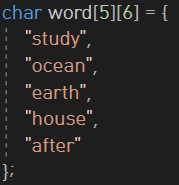 char word[5][6] = {
"study",
"ocean",
"earth",
"house",
"after"
};